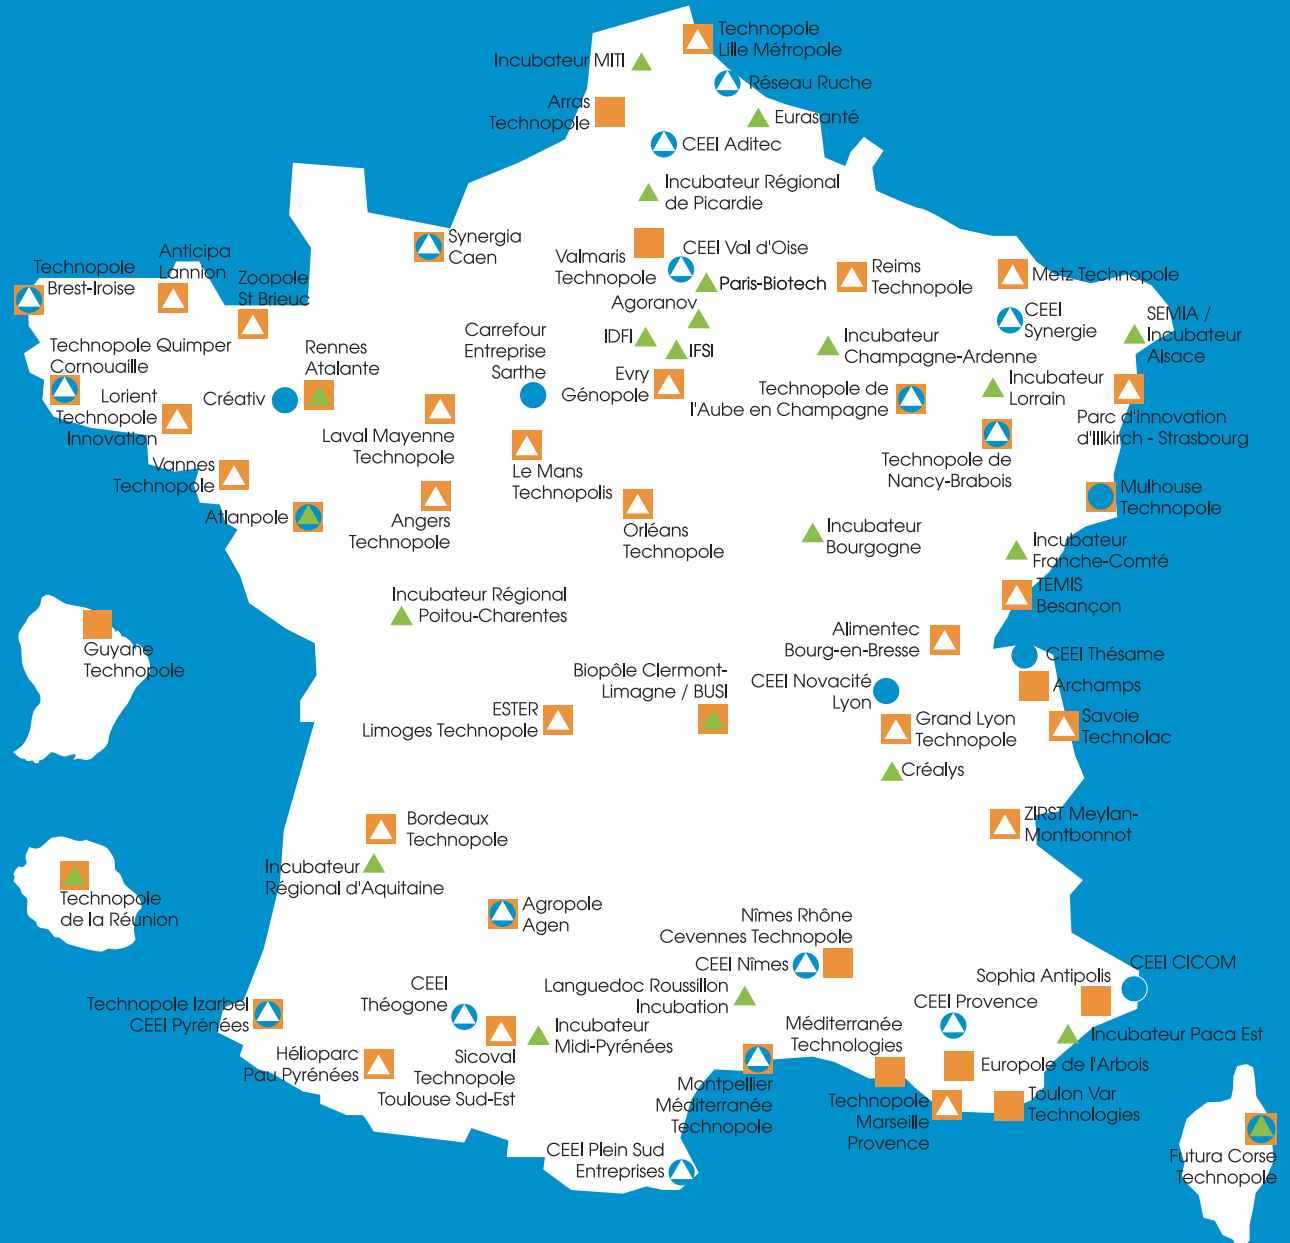 Technopole
Lille Métropole
Incubateur MITI
Réseau Ruche
Arras
Technopole
Eurasanté
CEEI Aditec
Incubateur Régional
de Picardie
Synergia
Caen
Valmaris
Technopole
CEEI Val d'Oise
Paris-Biotech
Agoranov
IDFI
IFSI
Reims
Technopole
Metz Technopole
CEEI
Synergie
SEMIA /
Incubateur
Alsace
Technopole
Brest-Iroise
Anticipa
Lannion
Zoopole
St Brieuc
Technopole Quimper
Cornouaille
Lorient
Technopole
Innovation
Créativ
Rennes
Atalante
Carrefour
Entreprise
Sarthe
Evry
Génopole
Incubateur
Champagne-Ardenne
Technopole de
l'Aube en Champagne
Incubateur
Lorrain
Parc d'innovation
d'Illkirch - Strasbourg
Laval Mayenne
Technopole
Le Mans
Technopolis
Vannes
Technopole
Atlanpole
Angers
Technopole
Orléans
Technopole
Technopole de
Nancy-Brabois
Mulhouse
Technopole
Incubateur
Bourgogne
Incubateur
Franche-Comté
TEMIS
Besançon
Incubateur Régional
Poitou-Charentes
Guyane
Technopole
Alimentec
Bourg-en-Bresse
CEEI Thésame
Archamps
Biopôle Clermont-
Limagne / BUSI
CEEI Novacité
Lyon
ESTER
Limoges Technopole
Grand Lyon
Technopole
Savoie
Technolac
Créalys
Bordeaux
Technopole
ZIRST Meylan-
Montbonnot
Incubateur
Régional d'Aquitaine
Technopole
de la Réunion
Agropole
Agen
Nîmes Rhône
Cevennes Technopole
CEEI Nîmes
Languedoc Roussillon
Incubation
CEEI CICOM
Sophia Antipolis
CEEI Provence
Incubateur Paca Est
Technopole Izarbel
CEEI Pyrénées
CEEI
Théogone
Incubateur
Midi-Pyrénées
Méditerranée
Technologies
Hélioparc
Pau Pyrénées
Sicoval
Technopole
Toulouse Sud-Est
Montpellier
Méditerranée
Technopole
Europole de l'Arbois
Technopole
Marseille
Provence
Toulon Var
Technologies
CEEI Plein Sud
Entreprises
Futura Corse
Technopole